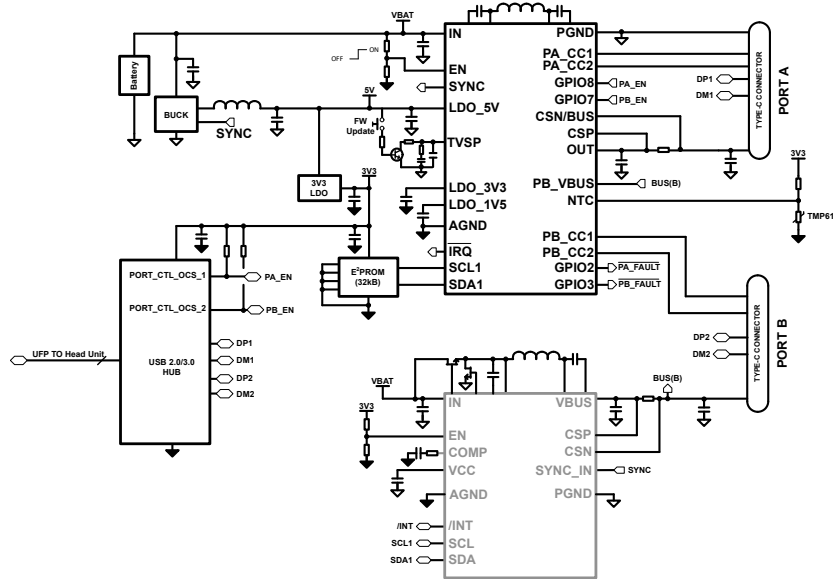 VBAT
IN
PGND
PA_CC1
PA_CC2
OFF
ON
EN
GPIO8
PA_EN
DP1
Battery
SYNC
GPIO7
PB_EN
DM1
TYPE-C CONNECTOR
PORT A
BUCK
SYNC
5V
LDO_5V
CSN/BUS
CSP
FW
Update
TVSP
OUT
3V3
3V3
LDO
3V3
LDO_3V3
PB_VBUS
BUS(B)
LDO_1V5
NTC
TMP61
AGND
PB_CC1
IRQ
PB_CC2
E²PROM
(32kB)
SCL1
GPIO2
PA_FAULT
SDA1
GPIO3
PB_FAULT
PORT_CTL_OCS_1
PA_EN
PORT_CTL_OCS_2
PB_EN
UFP TO Head Unit
USB 2.0/3.0
HUB
DP1
DM1
DP2
DM2
DP2
DM2
TYPE-C CONNECTOR
PORT B
VBAT
BUS(B)
IN
VBUS
3V3
EN
CSP
COMP
CSN
VCC
SYNC_IN
SYNC
AGND
PGND
/INT
/INT
SCL1
SCL
SDA1
SDA